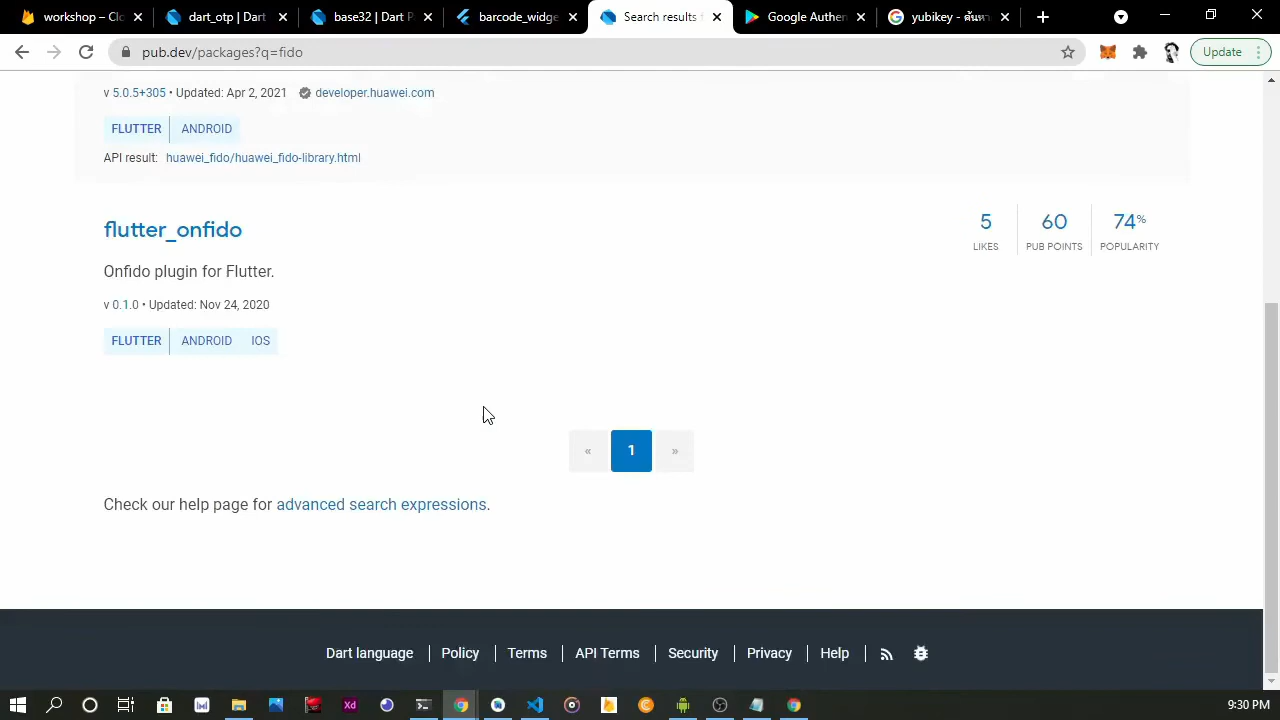 workshop – Clo
dart_otp | Dart
base32 | Dart P
barcode_widge
Search results f
Google Authen
yubikey - ค้นหา
pub.dev/packages?q=fido
Update
v 5.0.5+305 • Updated: Apr 2, 2021 developer.huawei.com
FLUTTER ANDROID
API result: huawei_fido/huawei_fido-library.html
flutter_onfido
5
LIKES
60
PUB POINTS
74%
POPULARITY
Onfido plugin for Flutter.
v 0.1.0 • Updated: Nov 24, 2020
FLUTTER ANDROID IOS
« 1 »
Check our help page for advanced search expressions.
Dart language Policy Terms API Terms Security Privacy Help
Xd
9:30 PM